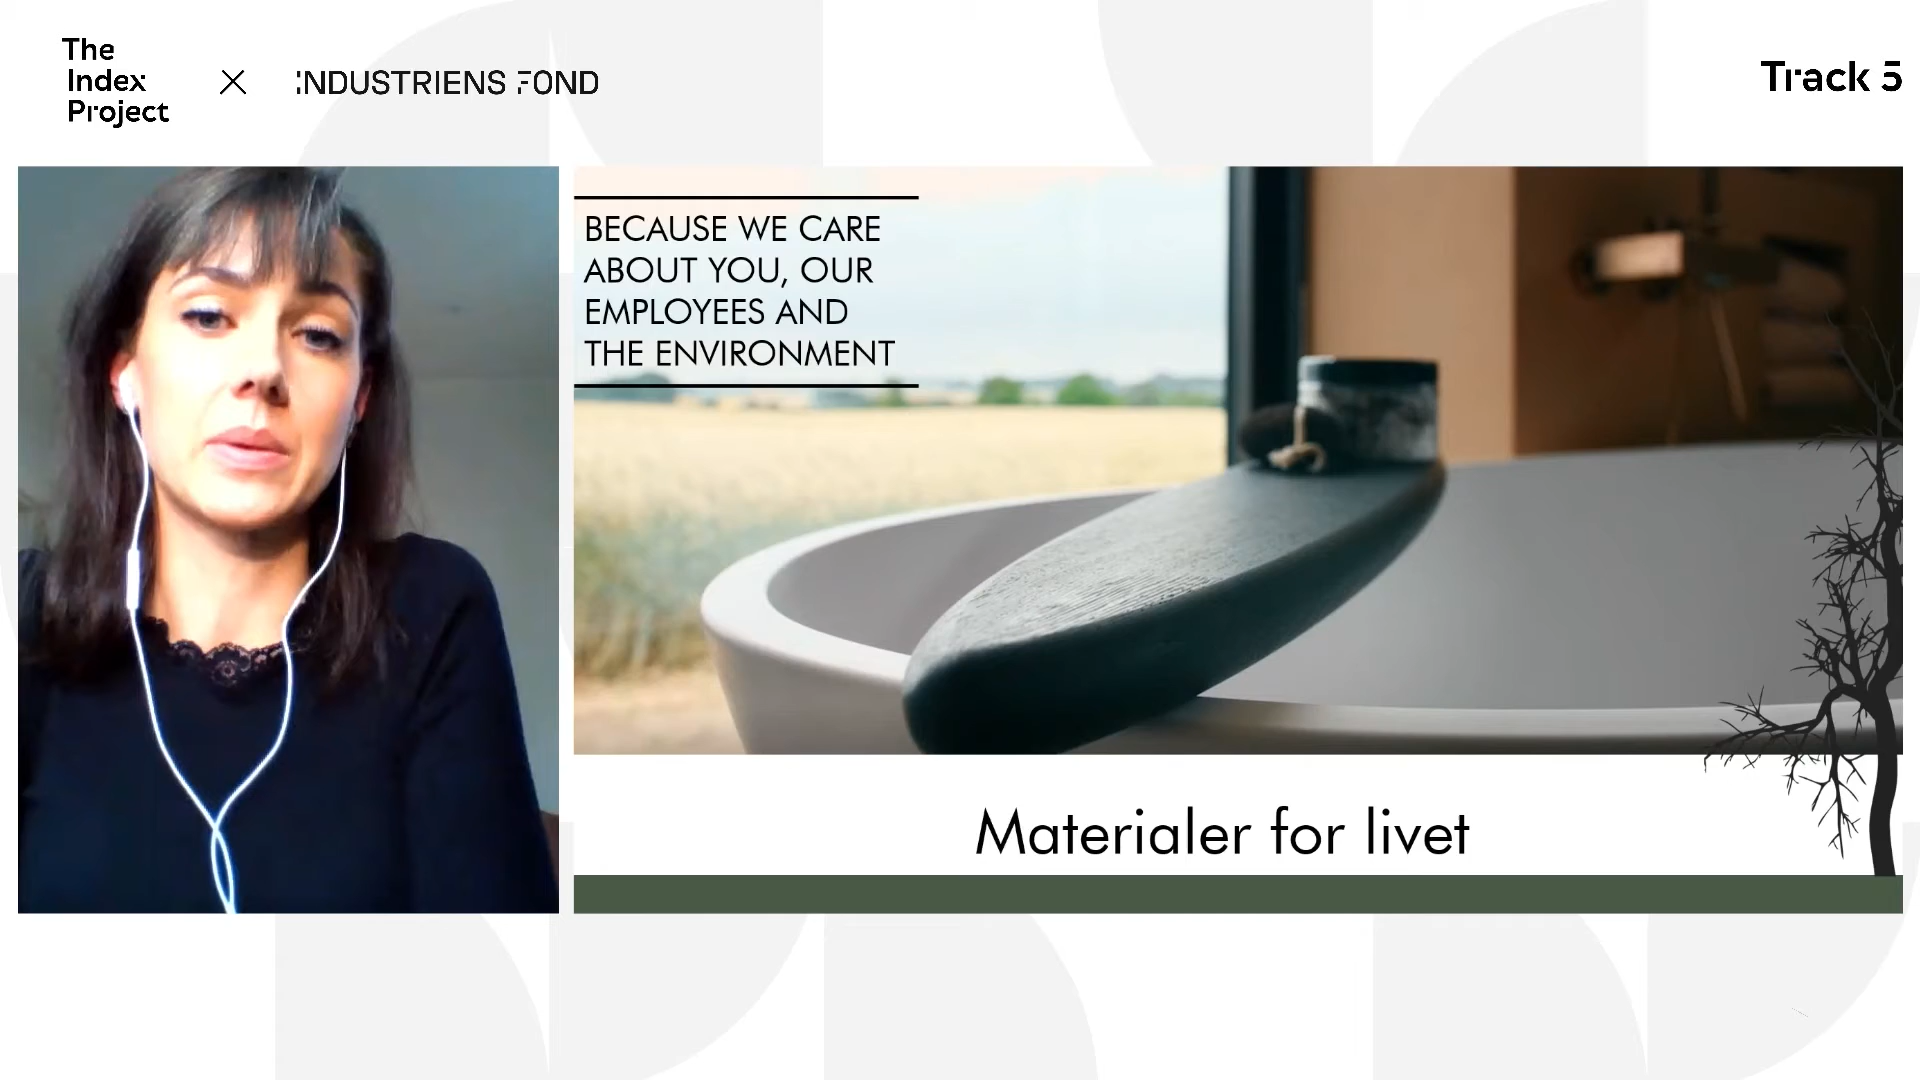 The
Index
Project
× INDUSTRIENS FOND
Track 5
BECAUSE WE CARE
ABOUT YOU, OUR
EMPLOYEES AND
THE ENVIRONMENT
Materialer for livet